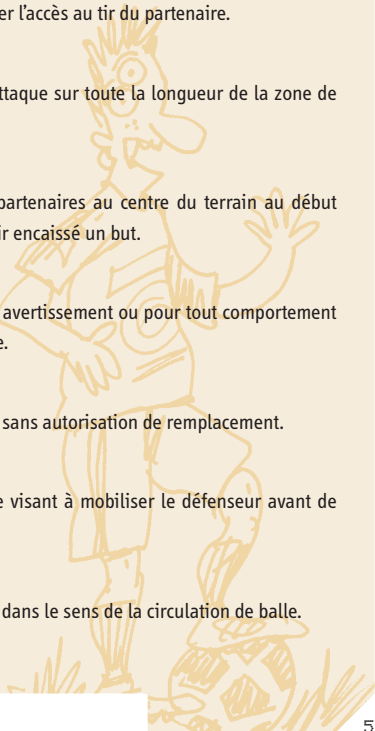 er l’accès au tir du partenaire.
ttaque sur toute la longueur de la zone de
partenaires au centre du terrain au début
ir encaissé un but.
avertissement ou pour tout comportement
e.
sans autorisation de remplacement.
e visant à mobiliser le défenseur avant de
dans le sens de la circulation de balle.
5